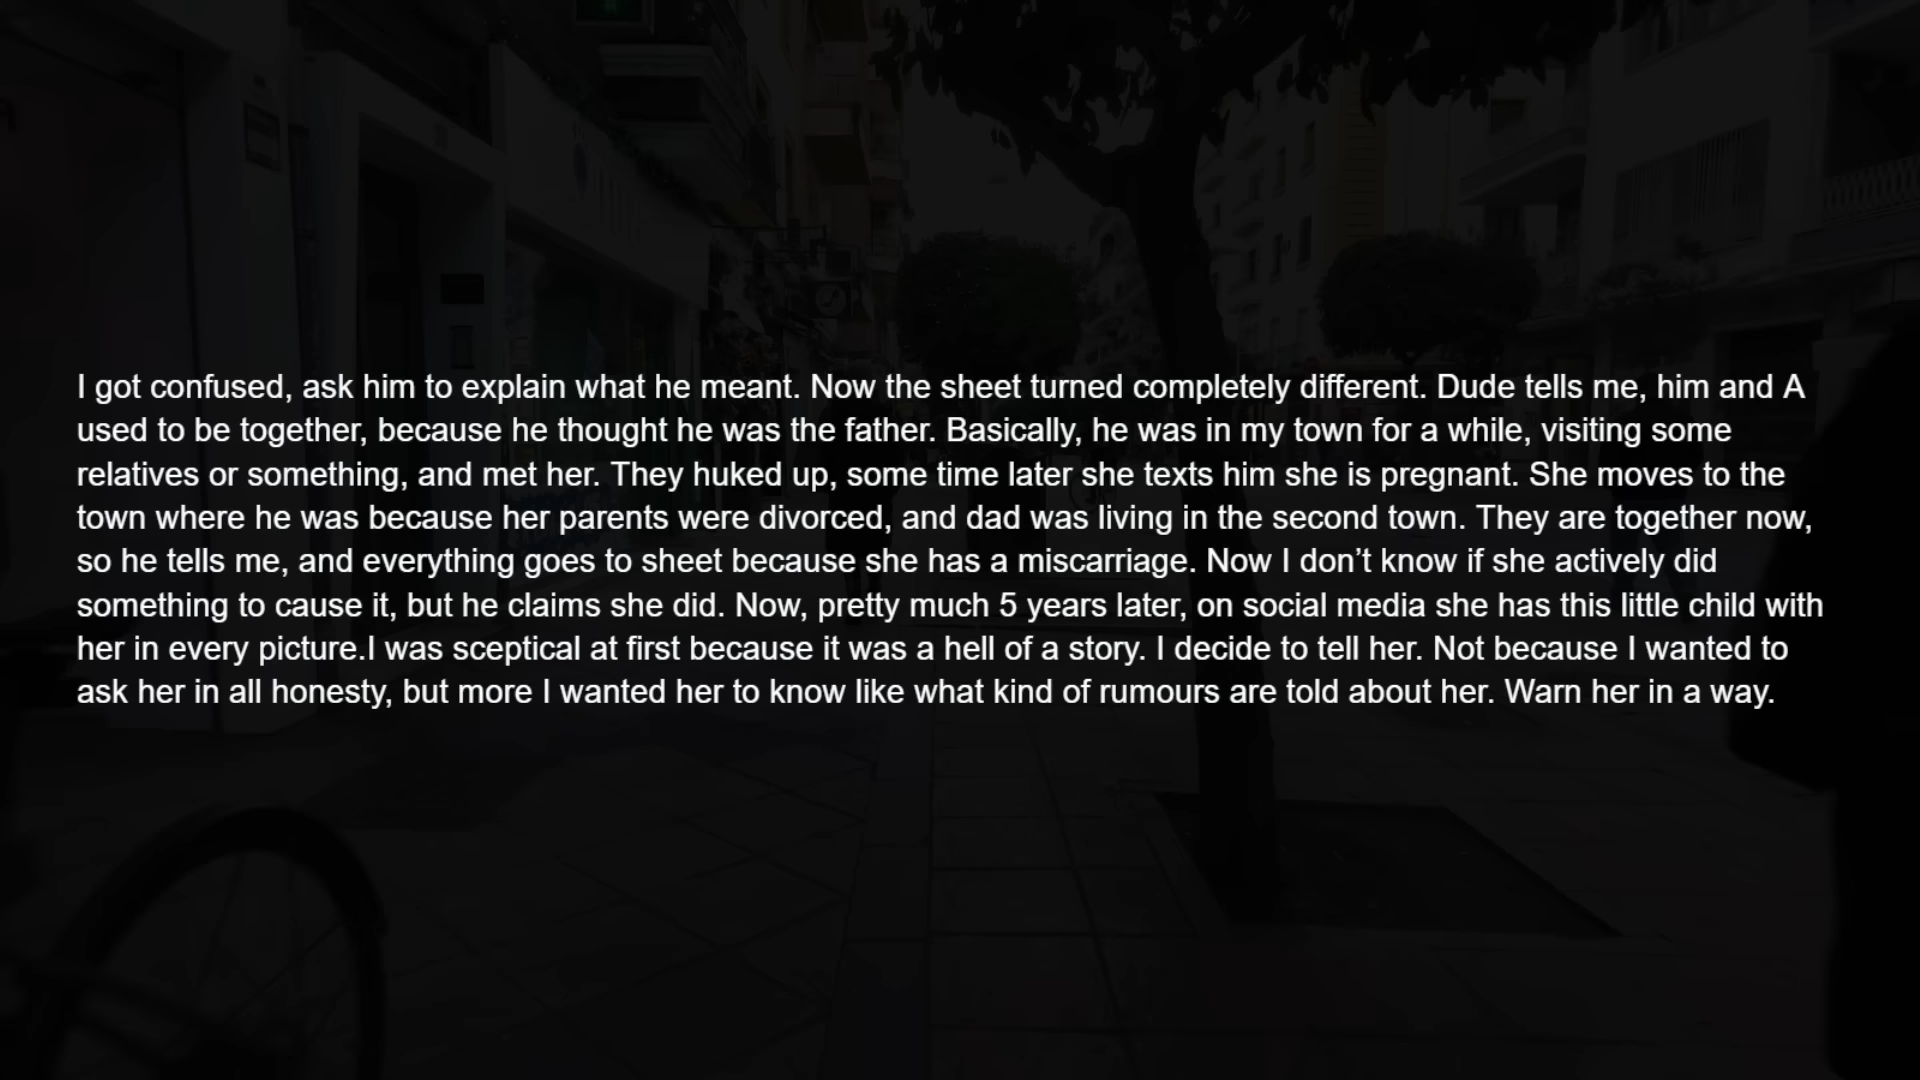 I got confused, ask him to explain what he meant. Now the sheet turned completely different. Dude tells me, him and A
used to be together, because he thought he was the father. Basically, he was in my town for a while, visiting some
relatives or something, and met her. They huked up, some time later she texts him she is pregnant. She moves to the
town where he was because her parents were divorced, and dad was living in the second town. They are together now,
so he tells me, and everything goes to sheet because she has a miscarriage. Now I don’t know if she actively did
something to cause it, but he claims she did. Now, pretty much 5 years later, on social media she has this little child with
her in every picture.I was sceptical at first because it was a hell of a story. I decide to tell her. Not because I wanted to
ask her in all honesty, but more I wanted her to know like what kind of rumours are told about her. Warn her in a way.